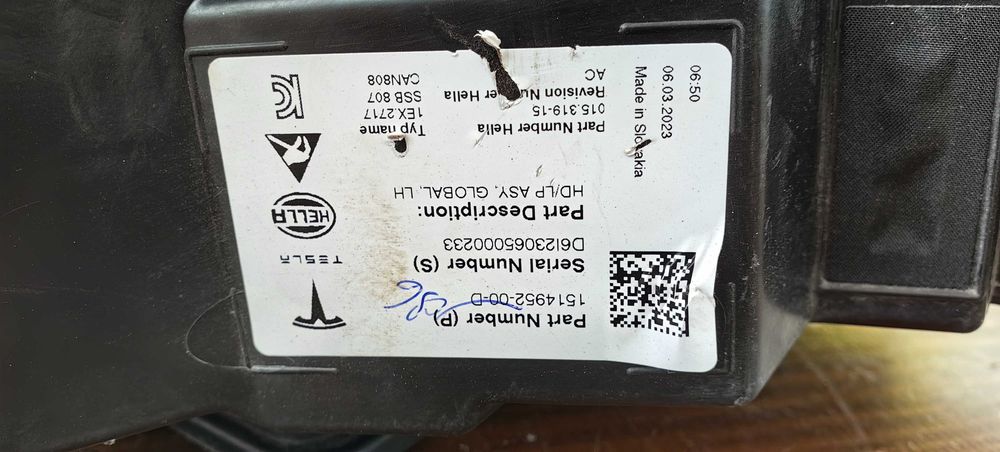 Part Number (P)
1514952-00-D
Serial Number (S)
D6I23065000233
Part Description:
HD/LP ASY, GLOBAL, LH
TESLA
HELLA
Part Number Hella
015.319-15
Revision Hella
AC
Typ name
1EX.2717
SSB 807
CAN808
Made in Slovakia
06.03.2023
06:50